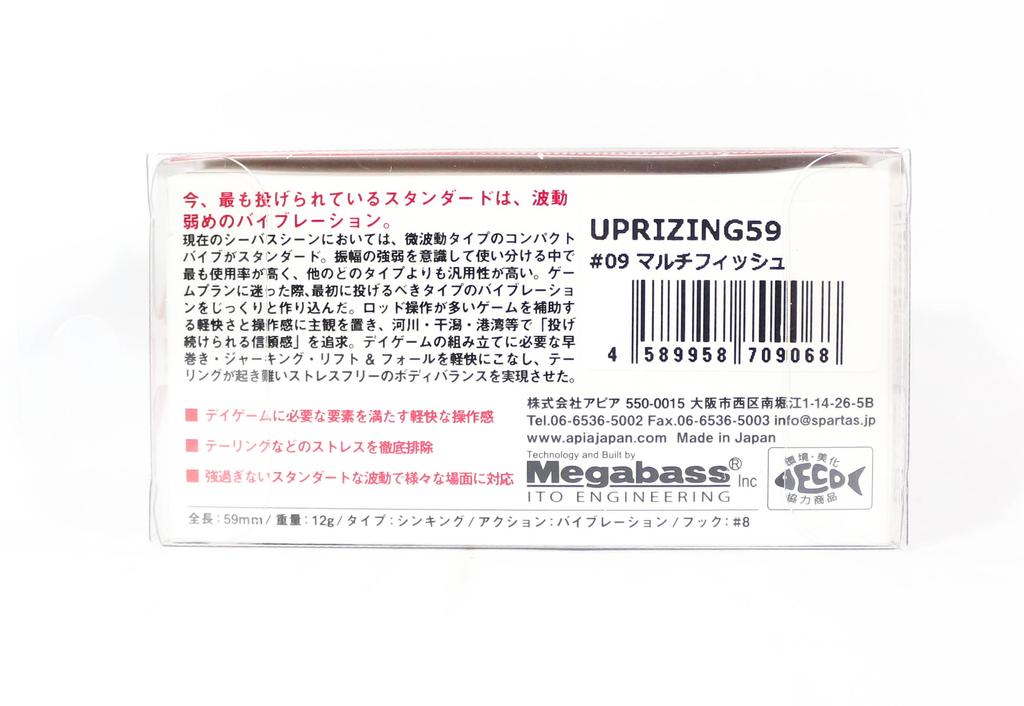 今、最も投げられているスタンダードは、波動
弱めのバイブレーション。
現在のシーバスシーンにおいては、微波動タイプのコンパクト
バイブがスタンダード。振幅の強弱を意識して使い分ける中で
最も使用率が高く、他のどのタイプよりも汎用性が高い。ゲー
ムプランに迷った際、最初に投げるべきタイプのバイブレーショ
ンをじっくりと作り込んだ。ロッド操作が多いゲームを補助す
る軽快さと操作感に主観を置き、河川・干潟・港湾等で「投げ
続けられる信頼感」を追求。デイゲームの組み立てに必要な早
巻き・ジャーキング・リフト & フォールを軽快にこなし、テー
リングが起き難いストレスフリーのボディバランスを実現させた。
■ デイゲームに必要な要素を満たす軽快な操作感
■ テーリングなどのストレスを徹底排除
■ 強過ぎないスタンダートな波動で様々な場面に対応
UPRIZING59
#09 マルチフィッシュ
4 589958 709068
株式会社アピア 550-0015 大阪市西区南堀江1-14-26-5B
Tel.06-6536-5002 Fax.06-6536-5003 info@spartas.jp
www.apiajapan.com Made in Japan
Technology and Built by
Megabass® Inc
ITO ENGINEERING
環境・美化
ECO
協力商品
全長:59mm/重量:12g/タイプ:シンキング/アクション:バイブレーション/フック:#8